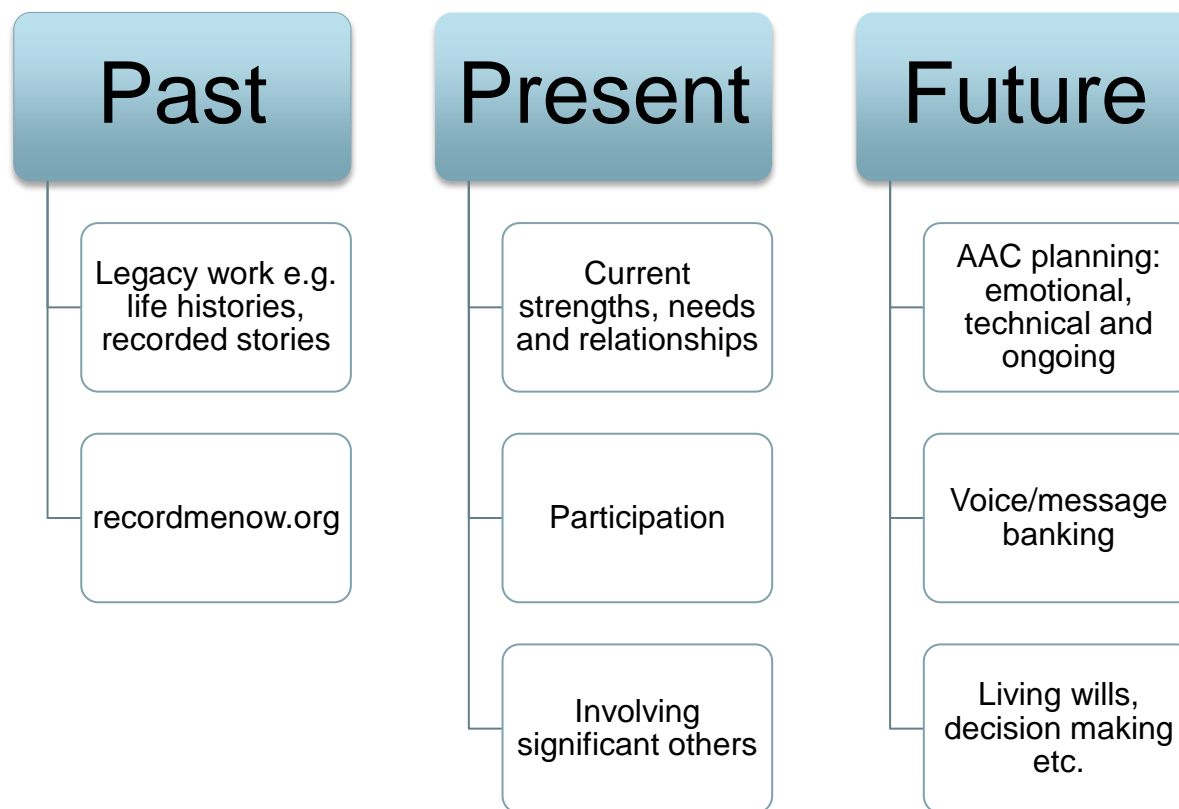 Past
Legacy work e.g.
life histories,
recorded stories
recordmenow.org
Present
Current
strengths, needs
and relationships
Participation
Involving
significant others
Future
AAC planning:
emotional,
technical and
ongoing
Voice/message
banking
Living wills,
decision making
etc.